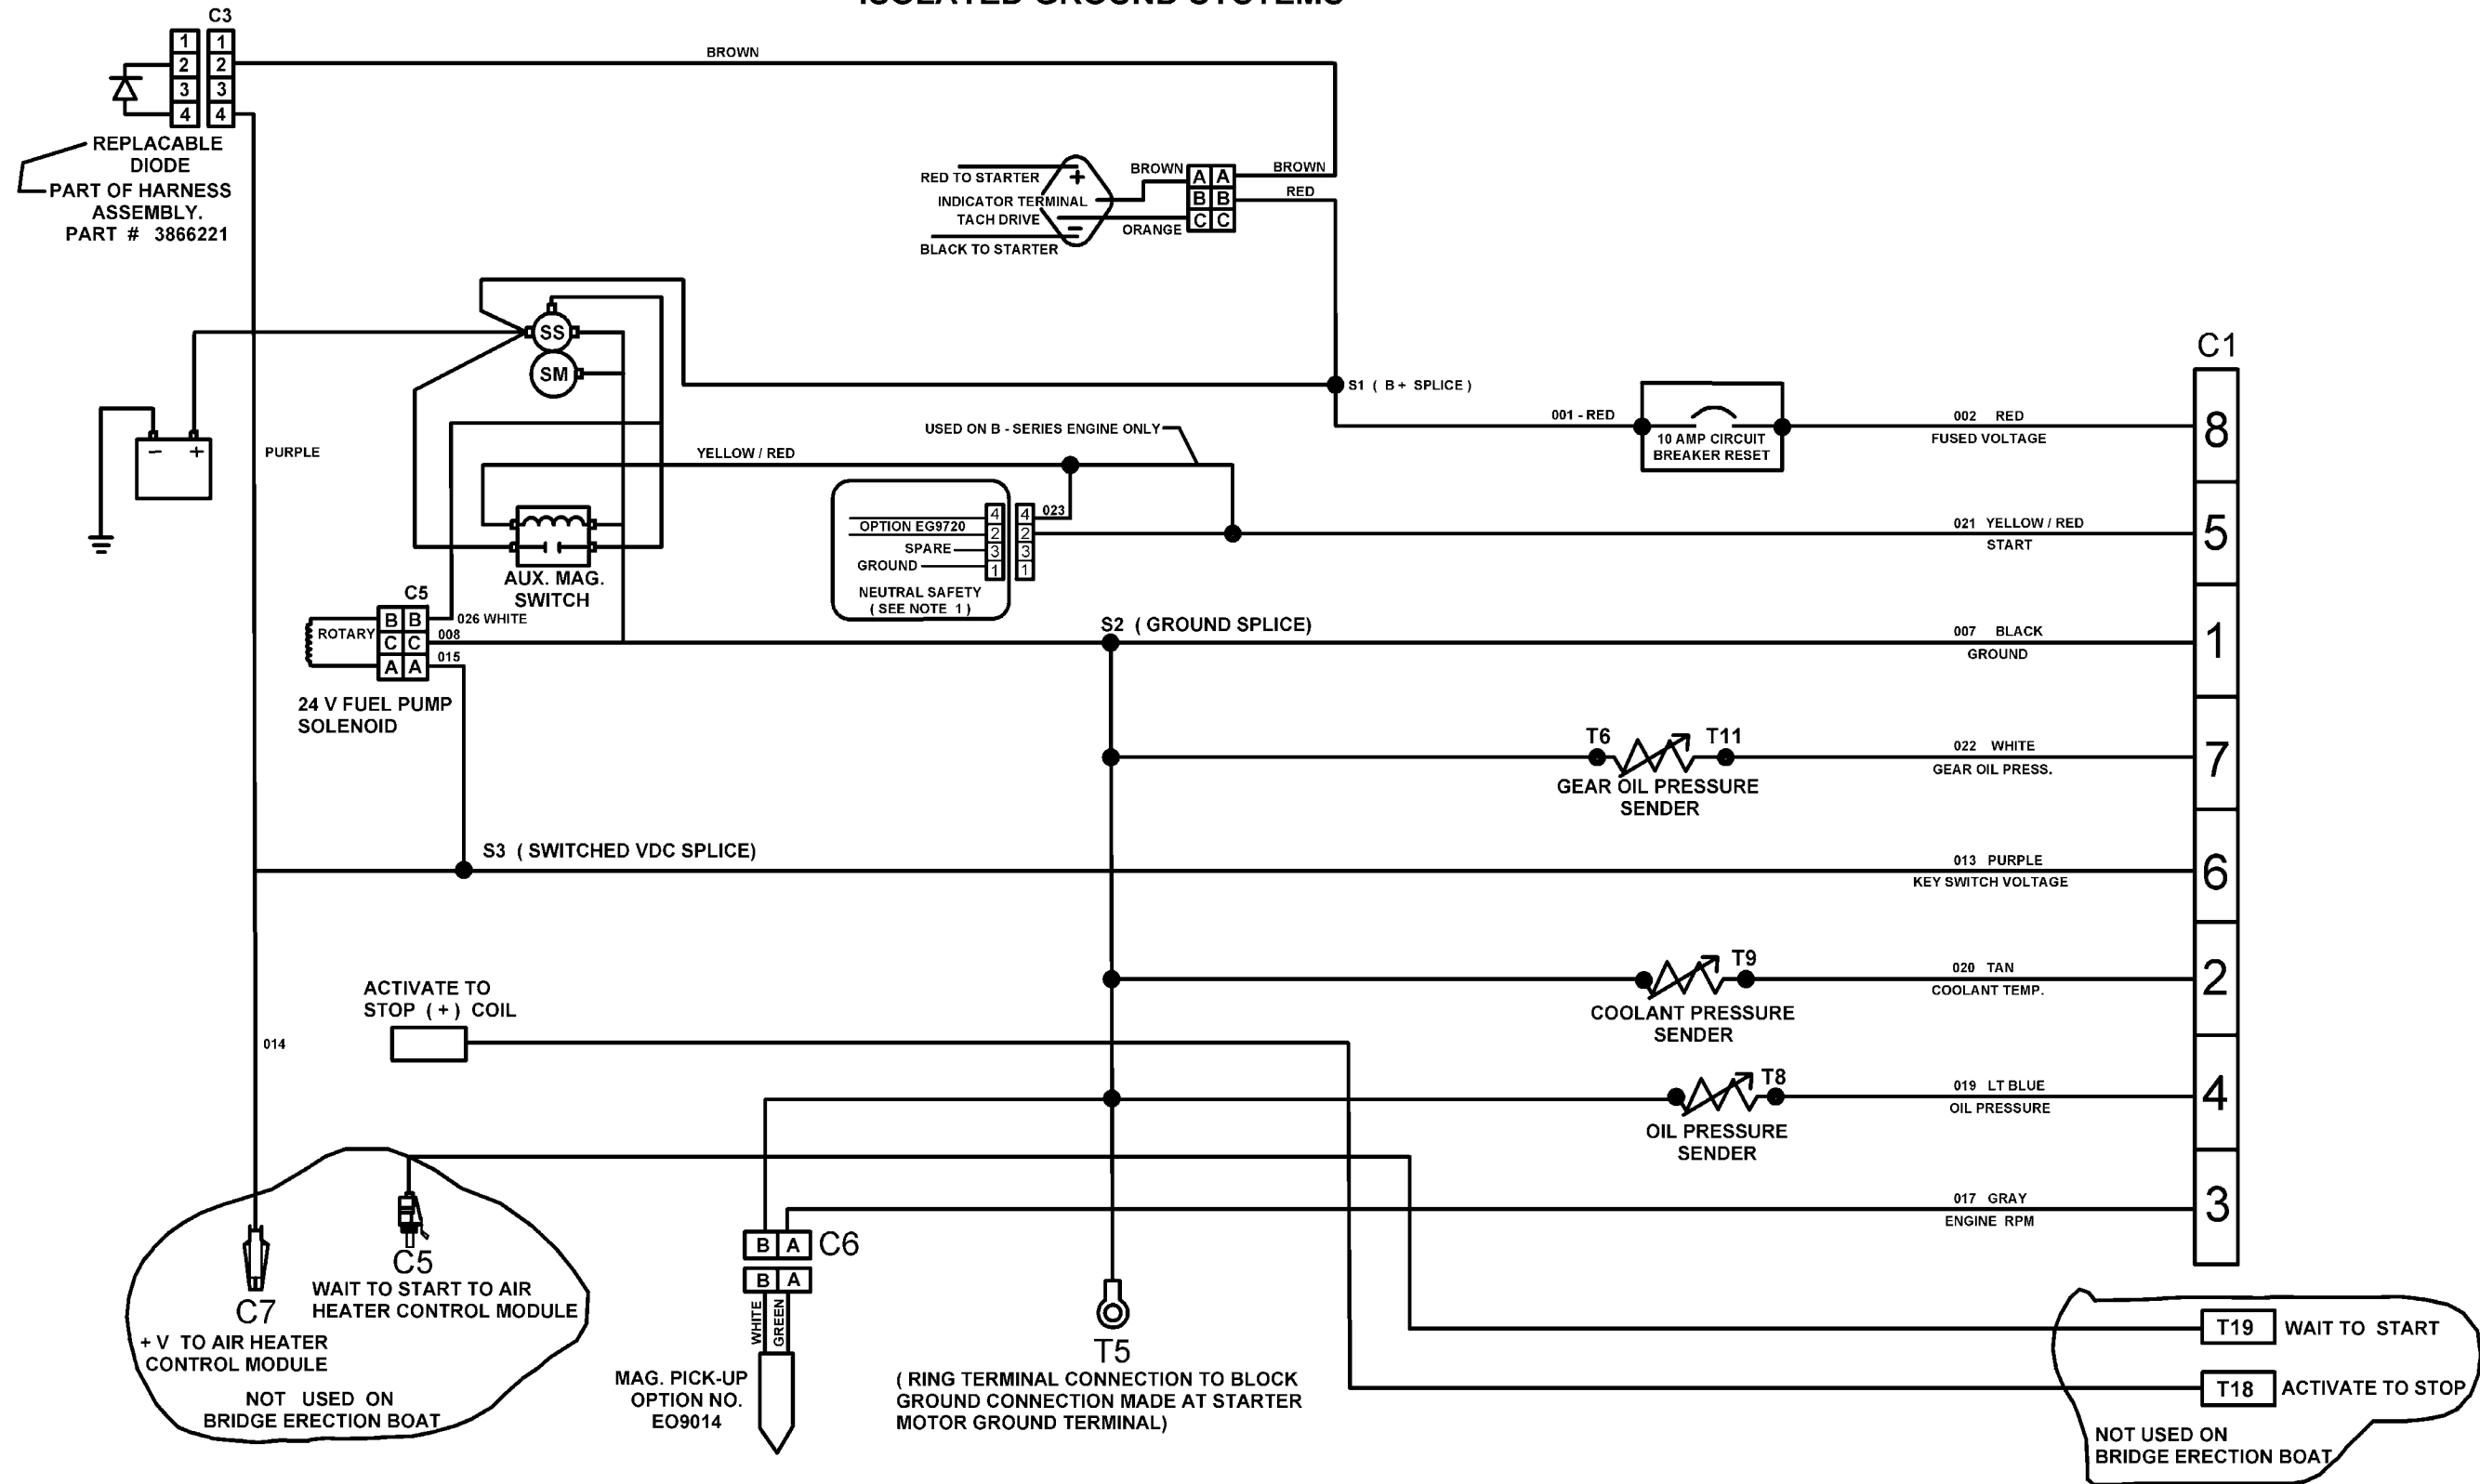 ISOLATED GROUND SYSTEMS
C3
1 1
2 2
3 3
4 4
BROWN
REPLACABLE
DIODE
PART OF HARNESS
ASSEMBLY.
PART # 3866221
RED TO STARTER
+
INDICATOR TERMINAL
TACH DRIVE
−
BLACK TO STARTER
BROWN
ORANGE
A A
B B
C C
BROWN
RED
SS
SM
S1 ( B + SPLICE )
001 - RED
10 AMP CIRCUIT
BREAKER RESET
002 RED
FUSED VOLTAGE
C1
8
5
1
7
6
2
4
3
− +
PURPLE
YELLOW / RED
USED ON B - SERIES ENGINE ONLY
AUX. MAG.
SWITCH
OPTION EG9720
SPARE
GROUND
4 4
2 2
3 3
1 1
023
NEUTRAL SAFETY
( SEE NOTE 1 )
021 YELLOW / RED
START
C5
B B
C C
A A
ROTARY
026 WHITE
008
015
24 V FUEL PUMP
SOLENOID
S2 ( GROUND SPLICE)
007 BLACK
GROUND
T6
T11
GEAR OIL PRESSURE
SENDER
022 WHITE
GEAR OIL PRESS.
S3 ( SWITCHED VDC SPLICE)
013 PURPLE
KEY SWITCH VOLTAGE
T9
COOLANT PRESSURE
SENDER
020 TAN
COOLANT TEMP.
ACTIVATE TO
STOP ( + ) COIL
014
T8
OIL PRESSURE
SENDER
019 LT BLUE
OIL PRESSURE
017 GRAY
ENGINE RPM
C5
WAIT TO START TO AIR
HEATER CONTROL MODULE
C7
+ V TO AIR HEATER
CONTROL MODULE
NOT USED ON
BRIDGE ERECTION BOAT
B A
C6
B A
WHITE
GREEN
MAG. PICK-UP
OPTION NO.
EO9014
T5
( RING TERMINAL CONNECTION TO BLOCK
GROUND CONNECTION MADE AT STARTER
MOTOR GROUND TERMINAL)
T19 WAIT TO START
T18 ACTIVATE TO STOP
NOT USED ON
BRIDGE ERECTION BOAT